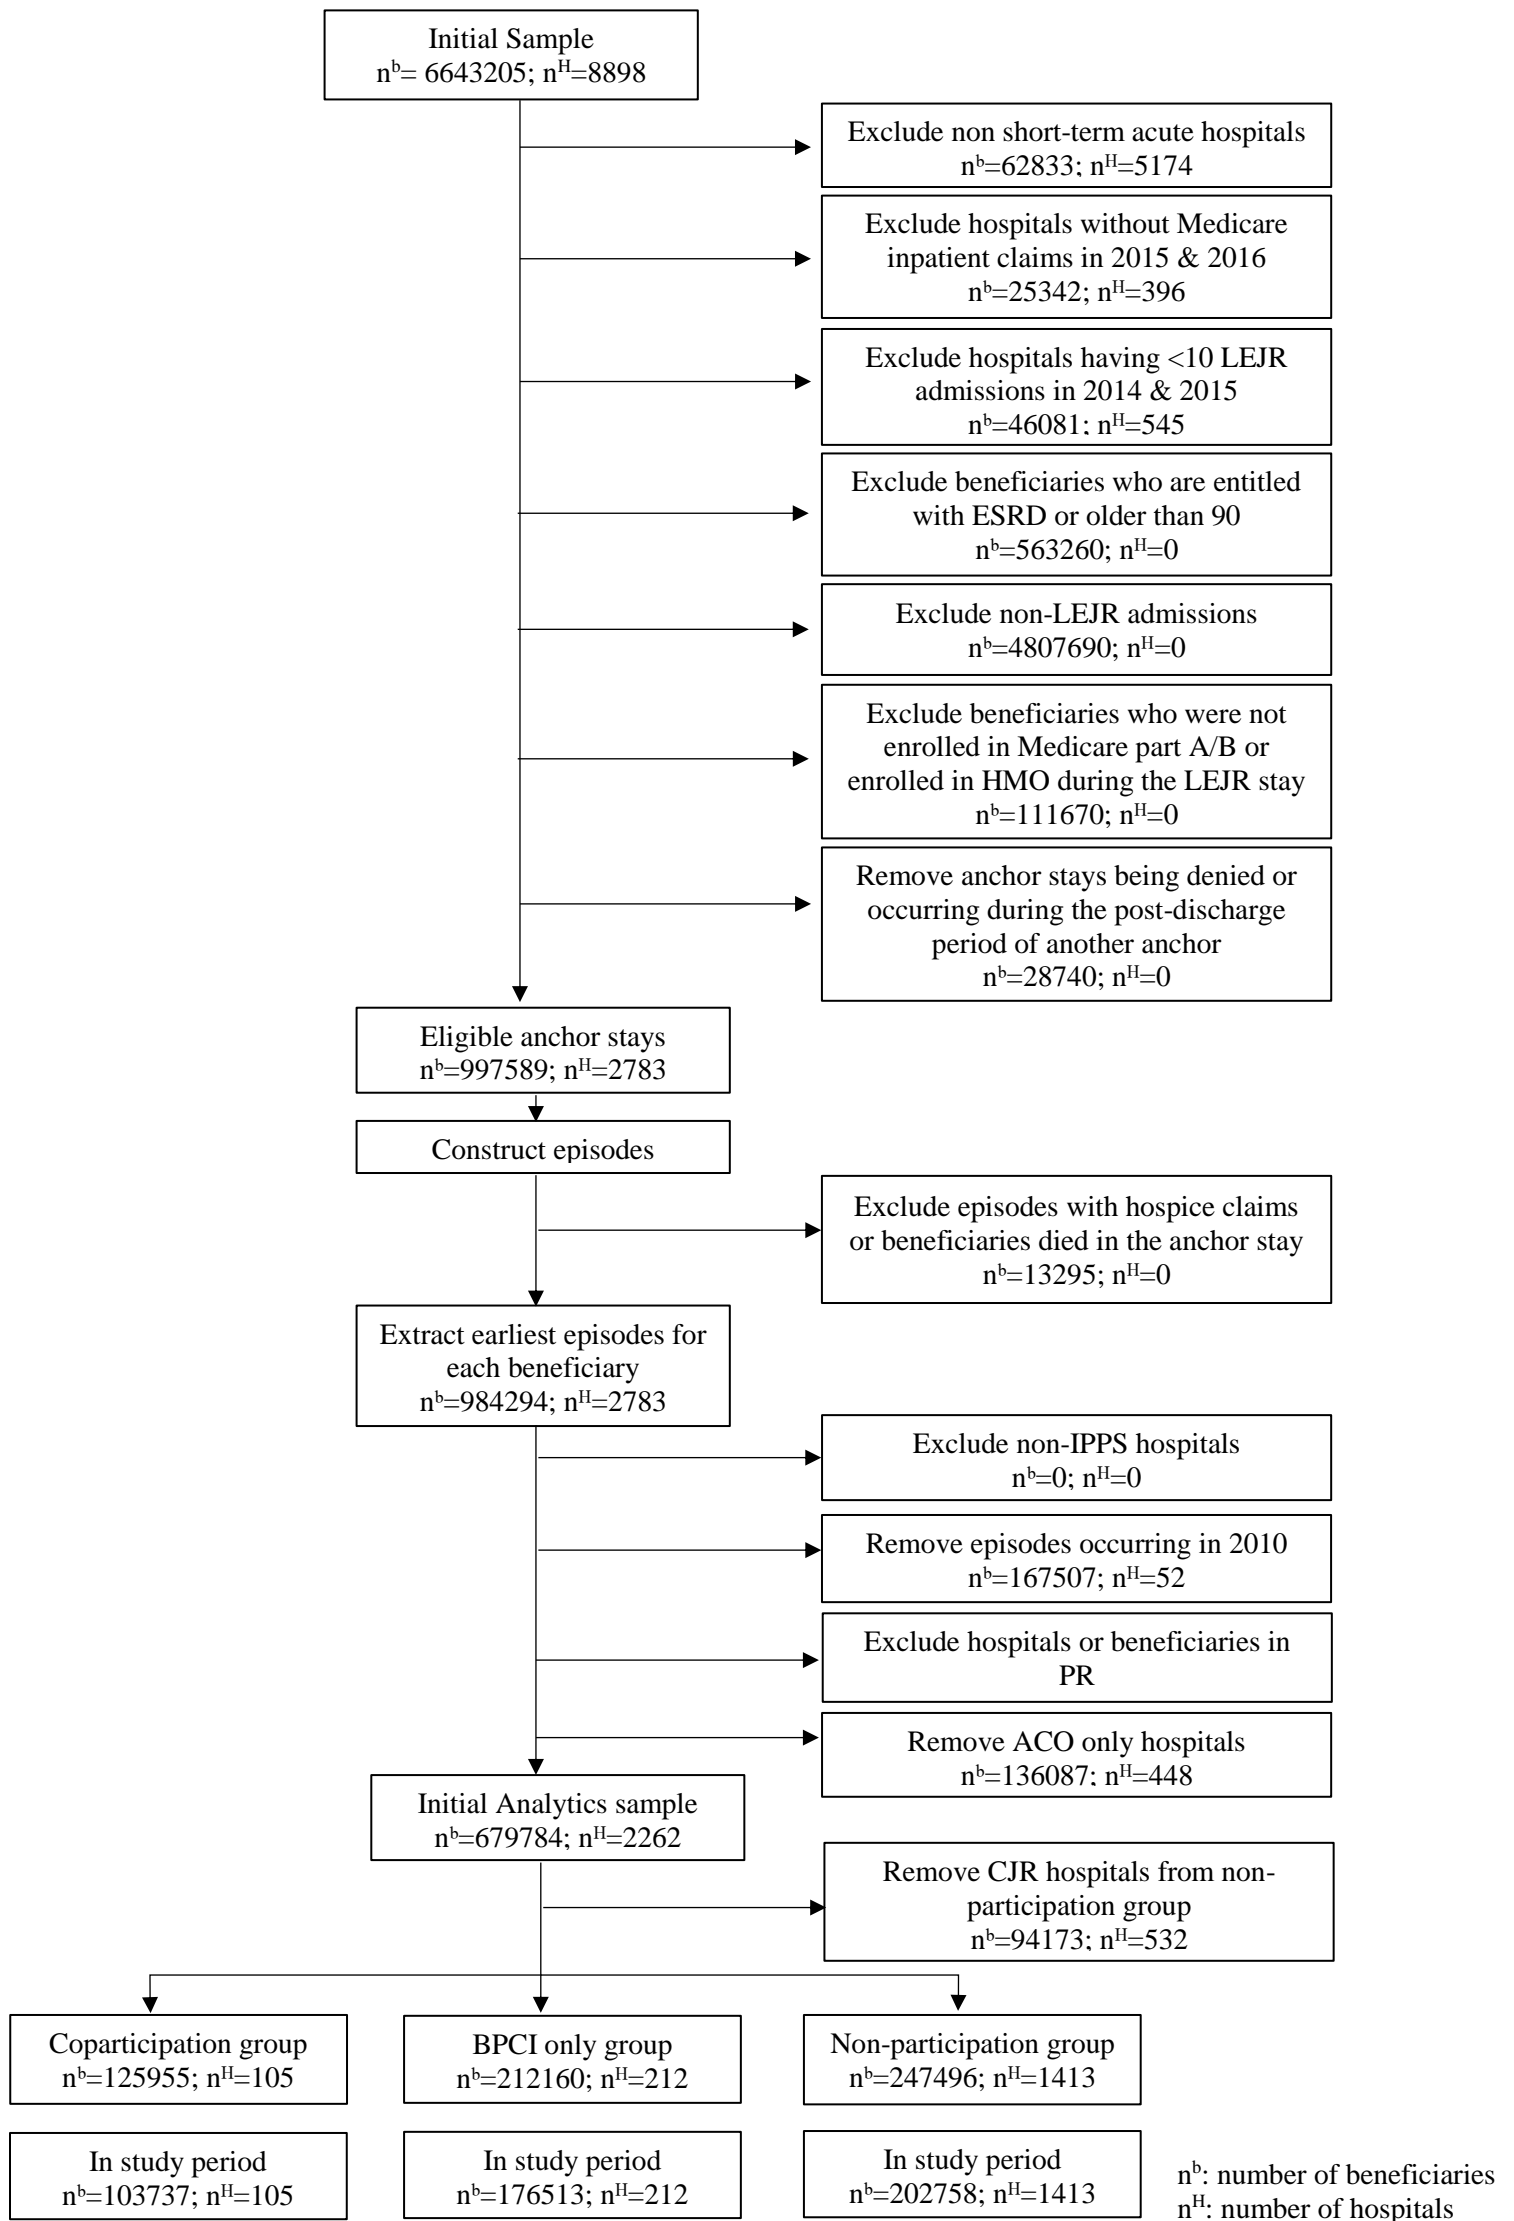 Initial Sample
nᵇ= 6643205; nᴴ=8898
Exclude non short-term acute hospitals
nᵇ=62833; nᴴ=5174
Exclude hospitals without Medicare
inpatient claims in 2015 & 2016
nᵇ=25342; nᴴ=396
Exclude hospitals having <10 LEJR
admissions in 2014 & 2015
nᵇ=46081; nᴴ=545
Exclude beneficiaries who are entitled
with ESRD or older than 90
nᵇ=563260; nᴴ=0
Exclude non-LEJR admissions
nᵇ=4807690; nᴴ=0
Exclude beneficiaries who were not
enrolled in Medicare part A/B or
enrolled in HMO during the LEJR stay
nᵇ=111670; nᴴ=0
Remove anchor stays being denied or
occurring during the post-discharge
period of another anchor
nᵇ=28740; nᴴ=0
Eligible anchor stays
nᵇ=997589; nᴴ=2783
Construct episodes
Exclude episodes with hospice claims
or beneficiaries died in the anchor stay
nᵇ=13295; nᴴ=0
Extract earliest episodes for
each beneficiary
nᵇ=984294; nᴴ=2783
Exclude non-IPPS hospitals
nᵇ=0; nᴴ=0
Remove episodes occurring in 2010
nᵇ=167507; nᴴ=52
Exclude hospitals or beneficiaries in
PR
Remove ACO only hospitals
nᵇ=136087; nᴴ=448
Initial Analytics sample
nᵇ=679784; nᴴ=2262
Remove CJR hospitals from non-
participation group
nᵇ=94173; nᴴ=532
Coparticipation group
nᵇ=125955; nᴴ=105
BPCI only group
nᵇ=212160; nᴴ=212
Non-participation group
nᵇ=247496; nᴴ=1413
In study period
nᵇ=103737; nᴴ=105
In study period
nᵇ=176513; nᴴ=212
In study period
nᵇ=202758; nᴴ=1413
nᵇ: number of beneficiaries
nᴴ: number of hospitals